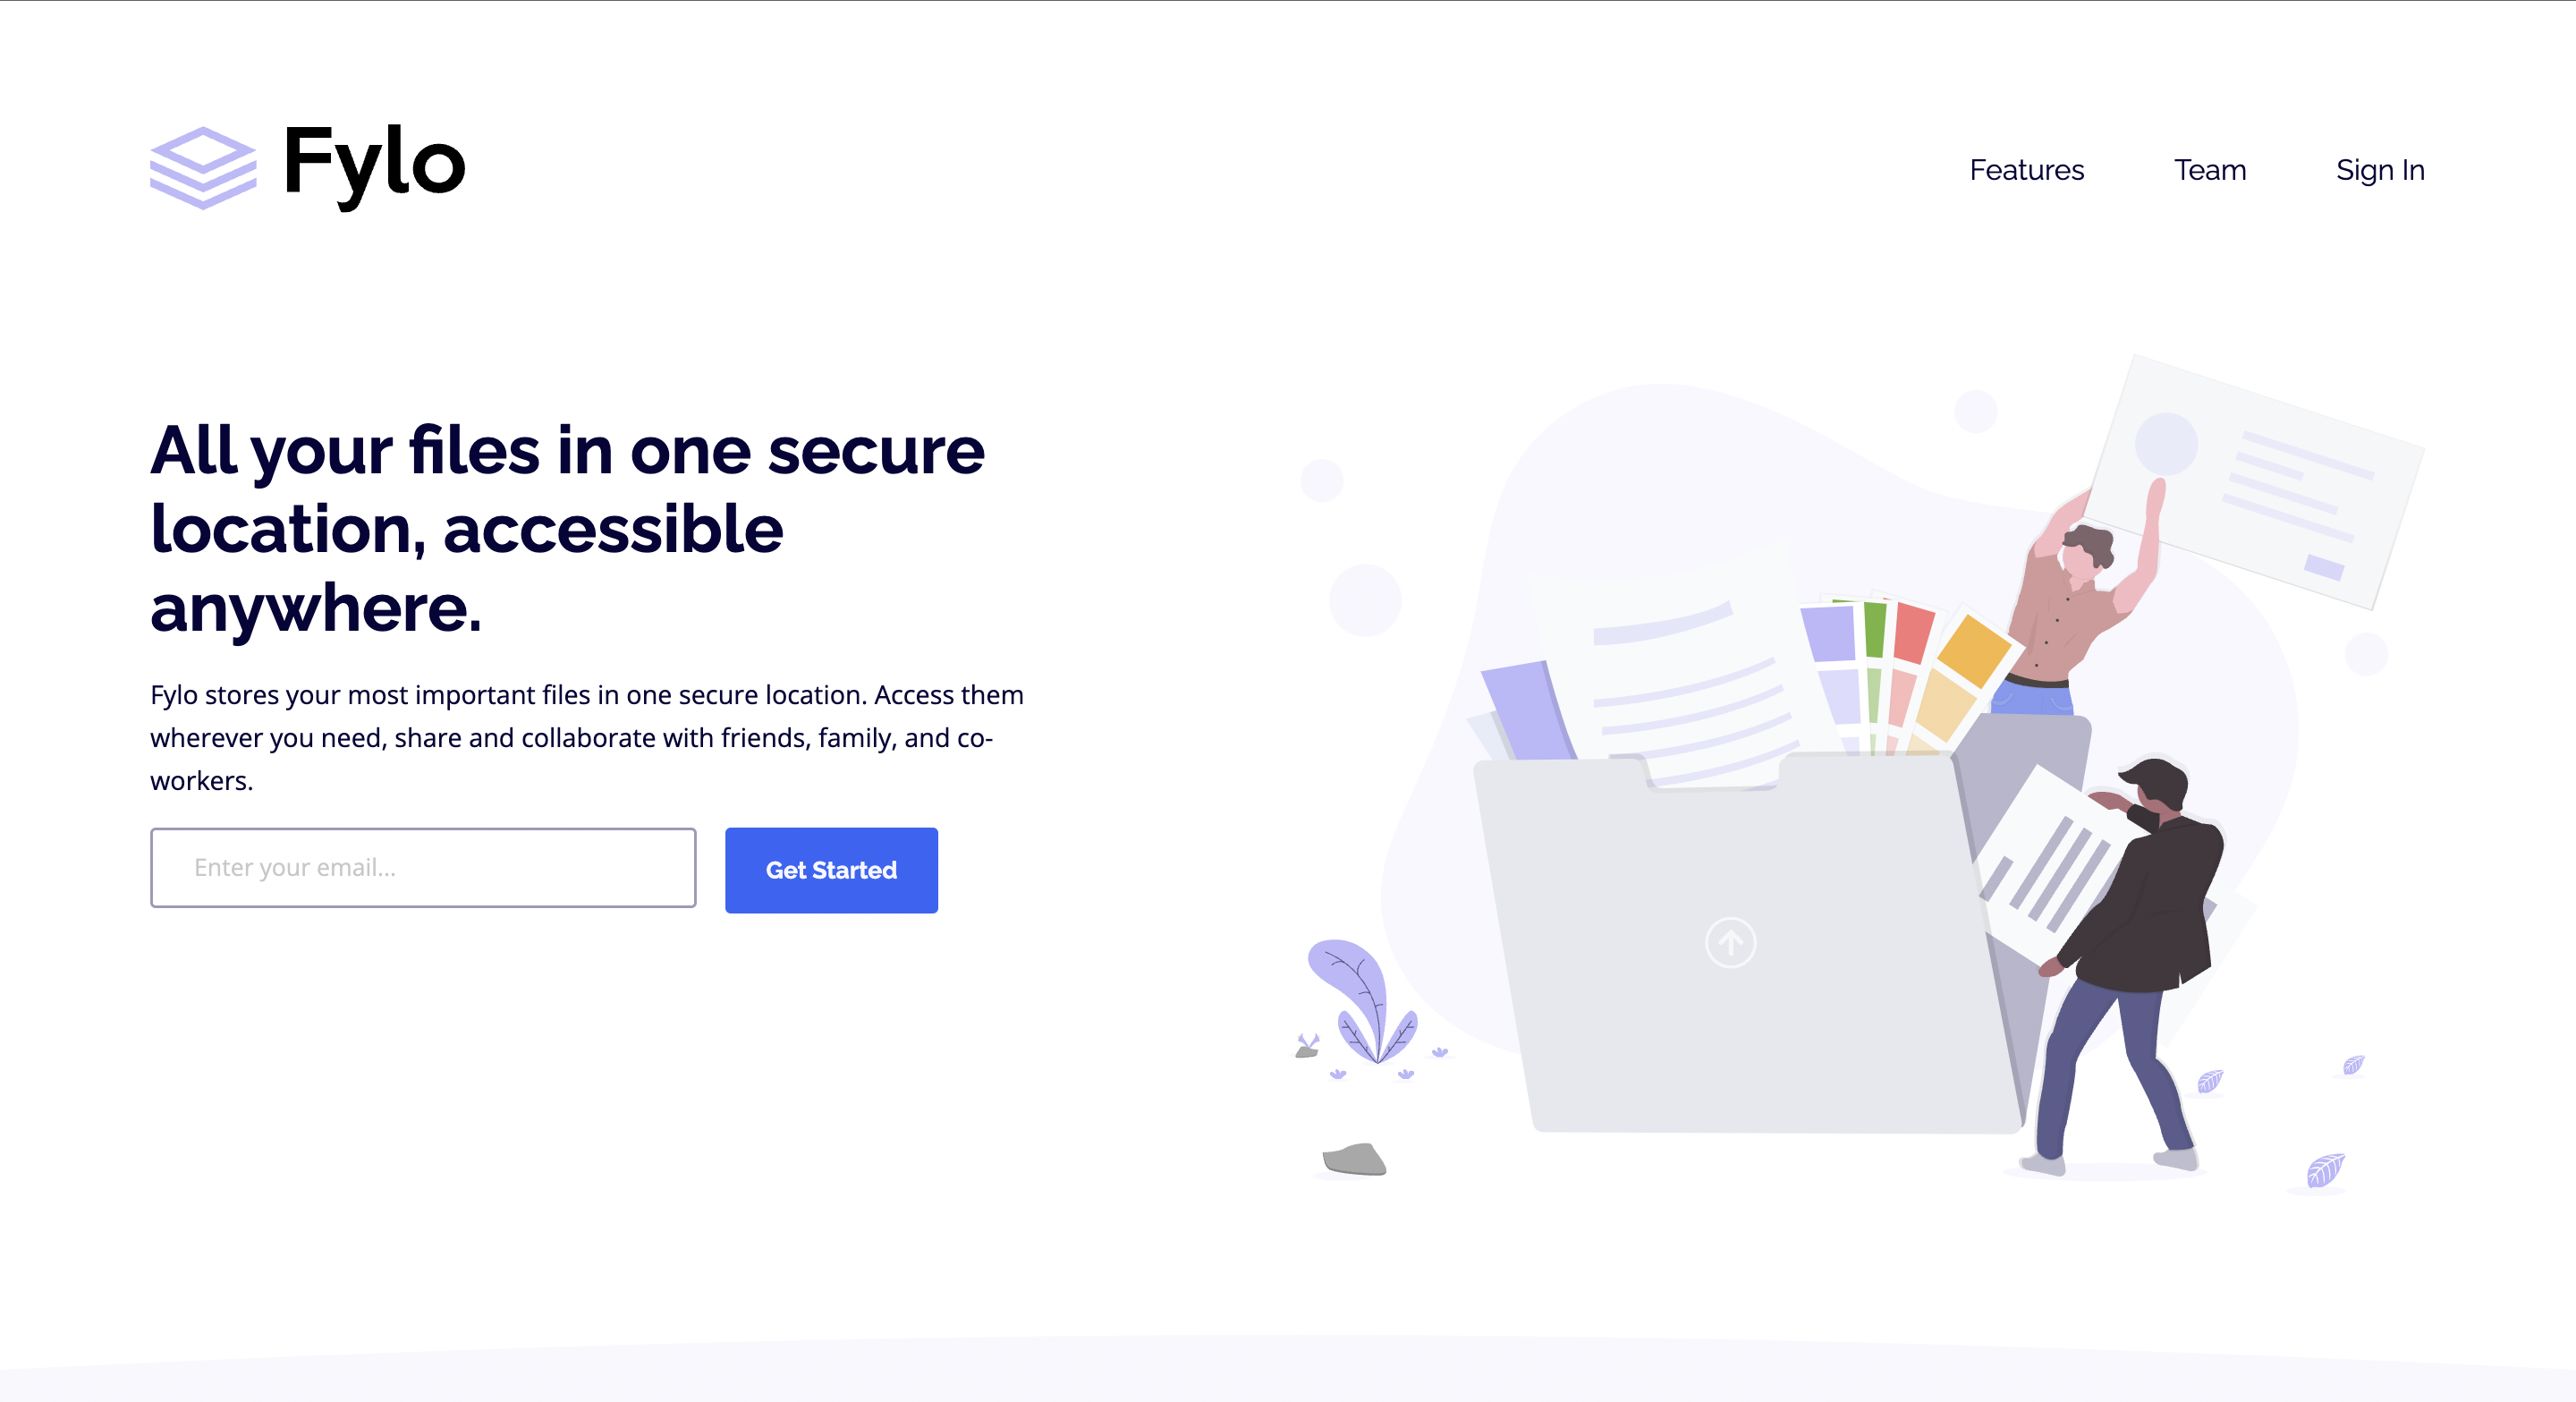 Fylo
Features
Team
Sign In
All your files in one secure
location, accessible
anywhere.
Fylo stores your most important files in one secure location. Access them
wherever you need, share and collaborate with friends, family, and co-
workers.
Enter your email...
Get Started